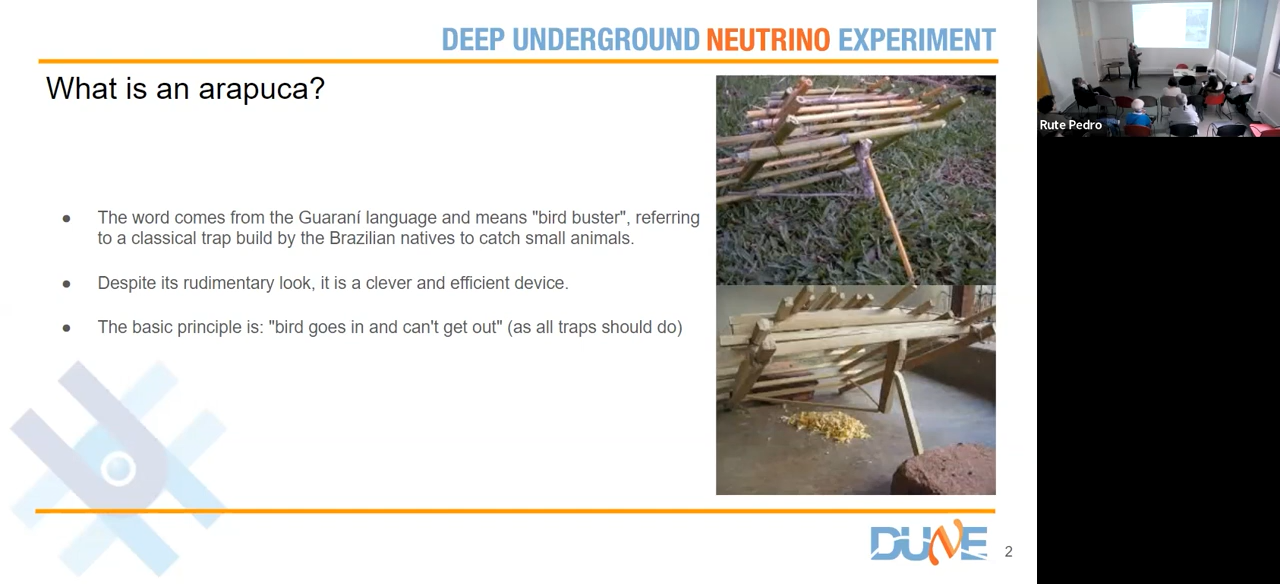 DEEP UNDERGROUND NEUTRINO EXPERIMENT
What is an arapuca?
● The word comes from the Guaraní language and means "bird buster", referring
to a classical trap build by the Brazilian natives to catch small animals.
● Despite its rudimentary look, it is a clever and efficient device.
● The basic principle is: "bird goes in and can't get out" (as all traps should do)
DUNE
2
Rute Pedro